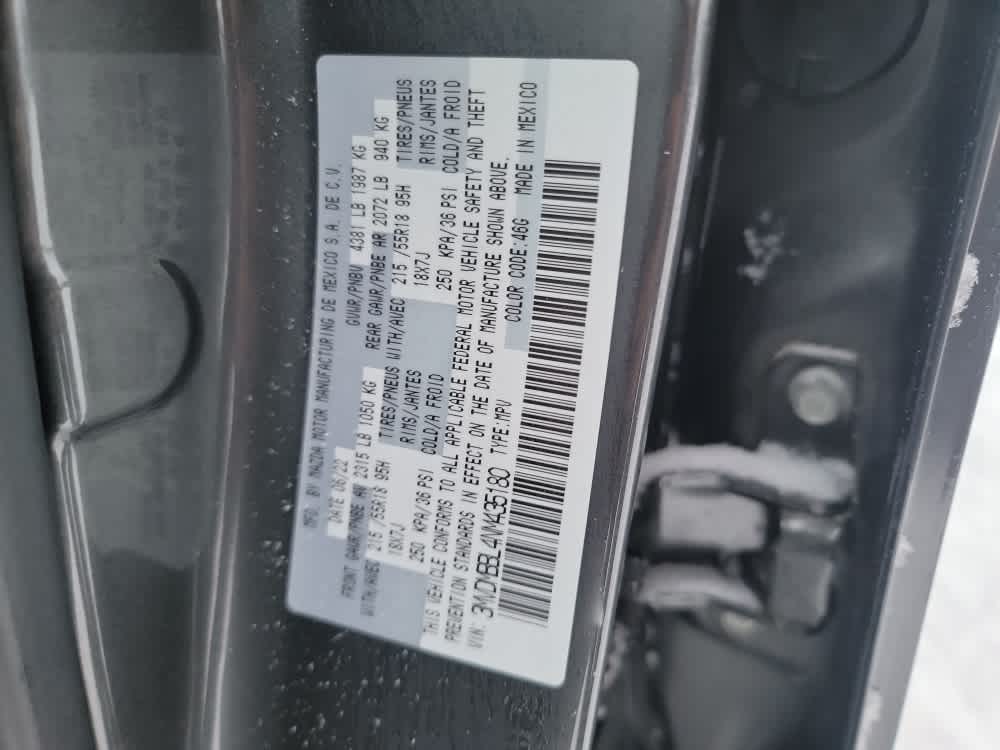 MFD. BY MAZDA MOTOR MANUFACTURING DE MEXICO S.A. DE C.V.
DATE 06/22 GVWR/PNBV 4381 LB 1987 KG
FRONT GAWR/PNBE AV 2315 LB 1050 KG REAR GAWR/PNBE AR 2072 LB 940 KG
WITH/AVEC 215 /55R18 95H TIRES/PNEUS WITH/AVEC 215 /55R18 95H TIRES/PNEUS
18X7J RIMS/JANTES 18X7J RIMS/JANTES
250 KPA/36 PSI COLD/A FROID 250 KPA/36 PSI COLD/A FROID
THIS VEHICLE CONFORMS TO ALL APPLICABLE FEDERAL MOTOR VEHICLE SAFETY AND THEFT
PREVENTION STANDARDS IN EFFECT ON THE DATE OF MANUFACTURE SHOWN ABOVE.
VIN: 3MVDMBBL4NM435180 TYPE:MPV COLOR CODE:46G MADE IN MEXICO